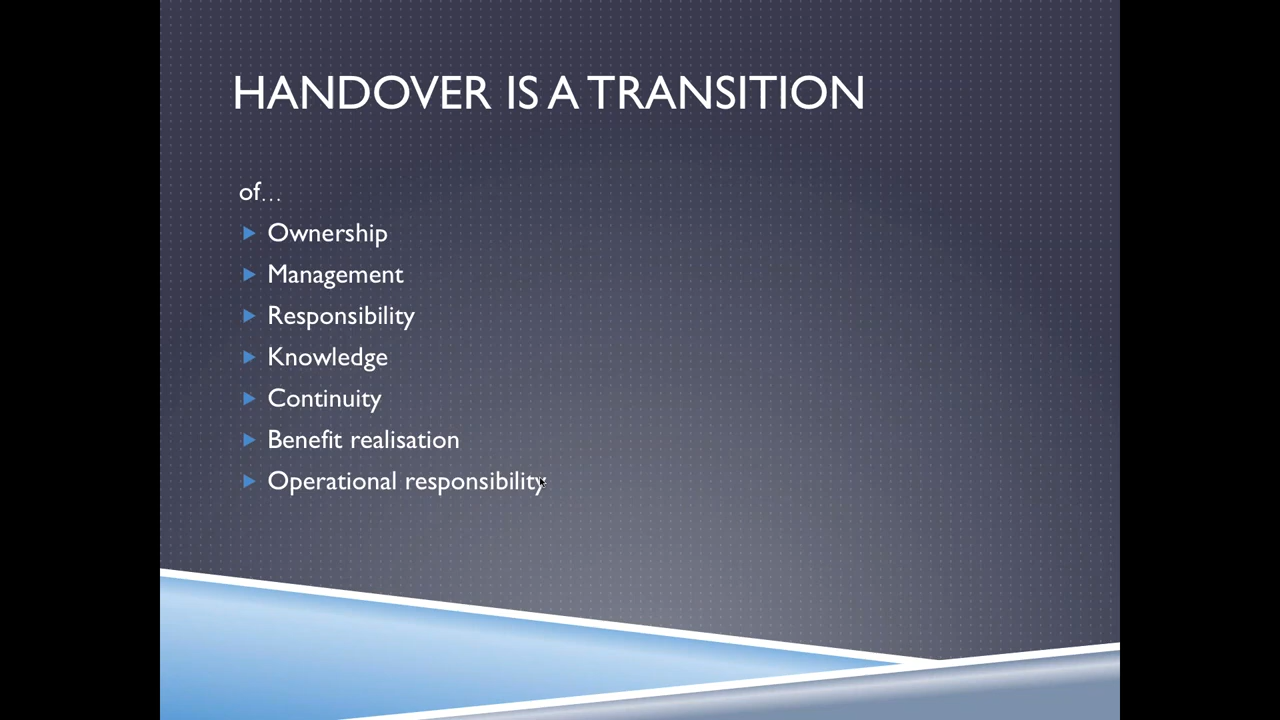 HANDOVER IS A TRANSITION
of...
Ownership
Management
Responsibility
Knowledge
Continuity
Benefit realisation
Operational responsibility